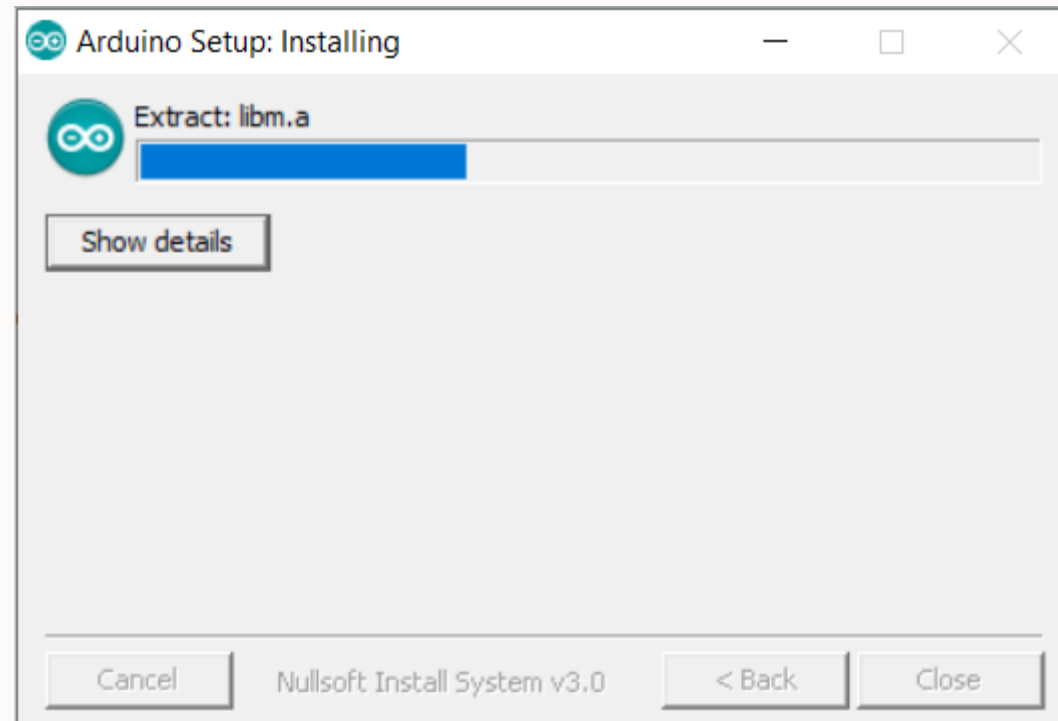 Arduino Setup: Installing
Extract: libm.a
Show details
Cancel Nullsoft Install System v3.0 < Back Close